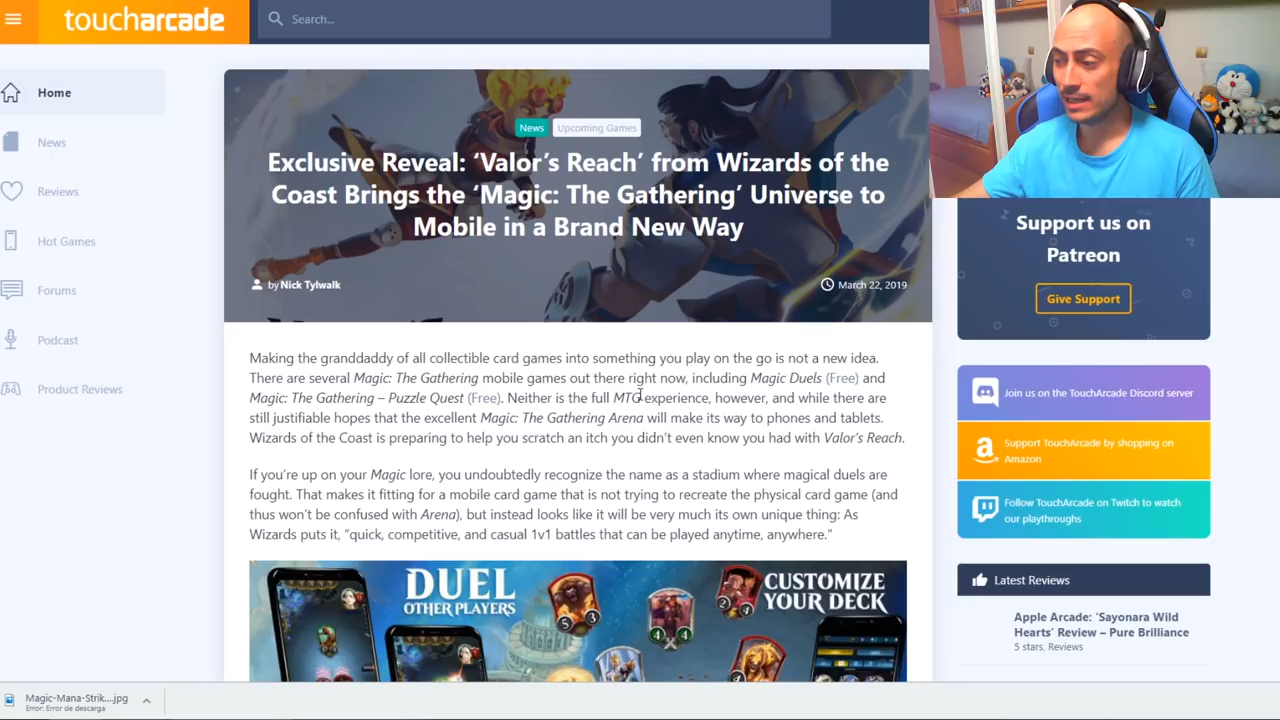 toucharcade
Search...
Home
News
Reviews
Hot Games
Forums
Podcast
Product Reviews
News
Upcoming Games
Exclusive Reveal: ‘Valor’s Reach’ from Wizards of the
Coast Brings the ‘Magic: The Gathering’ Universe to
Mobile in a Brand New Way
by Nick Tylwalk
March 22, 2019
Making the granddaddy of all collectible card games into something you play on the go is not a new idea.
There are several Magic: The Gathering mobile games out there right now, including Magic Duels (Free) and
Magic: The Gathering – Puzzle Quest (Free). Neither is the full MTG experience, however, and while there are
still justifiable hopes that the excellent Magic: The Gathering Arena will make its way to phones and tablets.
Wizards of the Coast is preparing to help you scratch an itch you didn’t even know you had with Valor’s Reach.
If you’re up on your Magic lore, you undoubtedly recognize the name as a stadium where magical duels are
fought. That makes it fitting for a mobile card game that is not trying to recreate the physical card game (and
thus won’t be confused with Arena), but instead looks like it will be very much its own unique thing: As
Wizards puts it, “quick, competitive, and casual 1v1 battles that can be played anytime, anywhere.”
DUEL
OTHER PLAYERS
5 3
4 4
2 4
CUSTOMIZE
YOUR DECK
Support us on
Patreon
Give Support
Join us on the TouchArcade Discord server
Support TouchArcade by shopping on
Amazon
Follow TouchArcade on Twitch to watch
our playthroughs
Latest Reviews
Apple Arcade: ‘Sayonara Wild
Hearts’ Review – Pure Brilliance
5 stars, Reviews
Magic-Mana-Strik....jpg
Error: Error de descarga